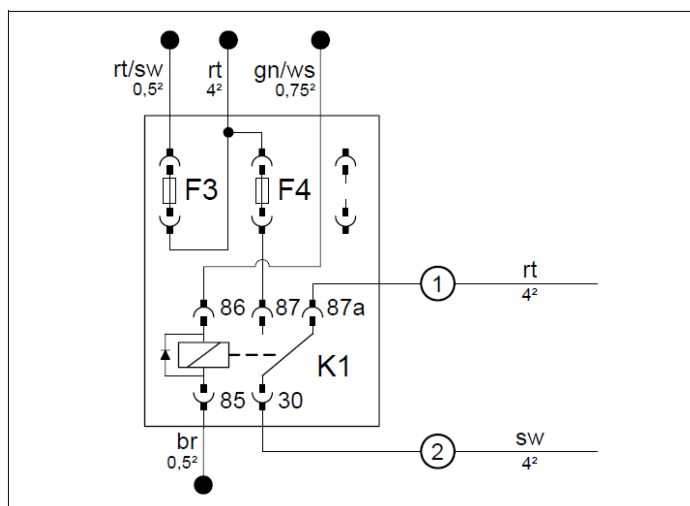 rt/sw
0,5²
rt
4²
gn/ws
0,75²
F3
F4
86
87
87a
1
rt
4²
K1
85
30
br
0,5²
2
sw
4²